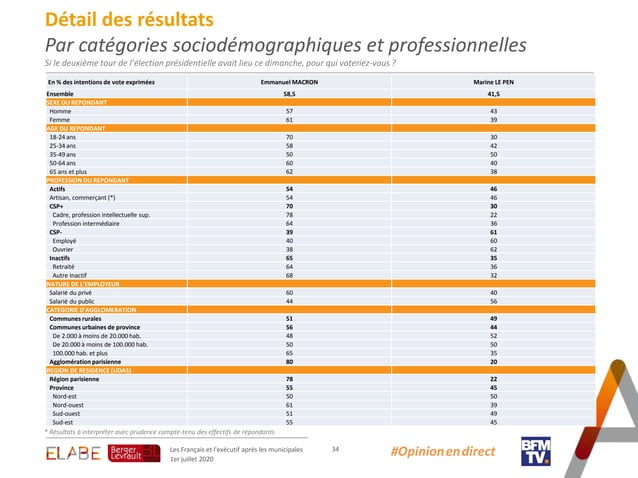 Détail des résultats
Par catégories sociodémographiques et professionnelles
Si le deuxième tour de l'élection présidentielle avait lieu ce dimanche, pour qui voteriez-vous ?
En % des intentions de vote exprimées Emmanuel MACRON Marine LE PEN
Ensemble 58,5 41,5
SEXE DU REPONDANT
Homme 57 43
Femme 61 39
AGE DU REPONDANT
18-24 ans 70 30
25-34 ans 58 42
35-49 ans 50 50
50-64 ans 60 40
65 ans et plus 62 38
PROFESSION DU REPONDANT
Actifs 54 46
Artisan, commerçant (*) 54 46
CSP+ 70 30
Cadre, profession intellectuelle sup. 78 22
Profession intermédiaire 64 36
CSP- 39 61
Employé 40 60
Ouvrier 38 62
Inactifs 65 35
Retraité 64 36
Autre Inactif 68 32
NATURE DE L'EMPLOYEUR
Salarié du privé 60 40
Salarié du public 44 56
CATEGORIE D'AGGLOMERATION
Communes rurales 51 49
Communes urbaines de province 56 44
De 2.000 à moins de 20.000 hab. 48 52
De 20.000 à moins de 100.000 hab. 50 50
100.000 hab. et plus 65 35
Agglomération parisienne 80 20
REGION DE RESIDENCE (UDA5)
Région parisienne 78 22
Province 55 45
Nord-est 50 50
Nord-ouest 61 39
Sud-ouest 51 49
Sud-est 55 45
* Résultats à interpréter avec prudence compte-tenu des effectifs de répondants
ELABE
Berger Levrault
Les Français et l'exécutif après les municipales
1er juillet 2020
34
#Opinion en direct
BFM TV.